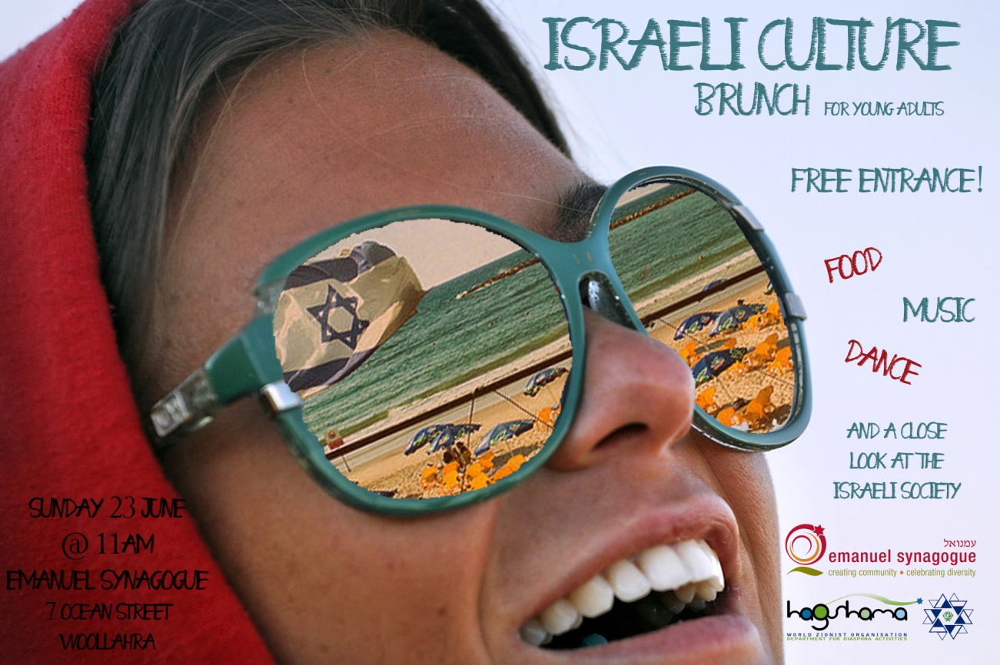 ISRAELI CULTURE
BRUNCH FOR YOUNG ADULTS
FREE ENTRANCE!
FOOD
MUSIC
DANCE
AND A CLOSE
LOOK AT THE
ISRAELI SOCIETY
SUNDAY 23 JUNE
@ 11AM
EMANUEL SYNAGOGUE
7 OCEAN STREET
WOOLLAHRA
עמנואל
emanuel synagogue
creating community • celebrating diversity
hagshama
WORLD ZIONIST ORGANISATION
DEPARTMENT FOR DIASPORA ACTIVITIES